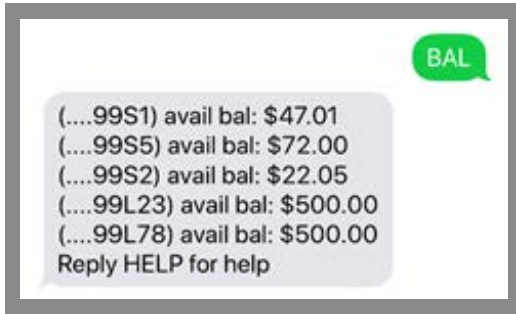 BAL
(....99S1) avail bal: $47.01
(....99S5) avail bal: $72.00
(....99S2) avail bal: $22.05
(....99L23) avail bal: $500.00
(....99L78) avail bal: $500.00
Reply HELP for help